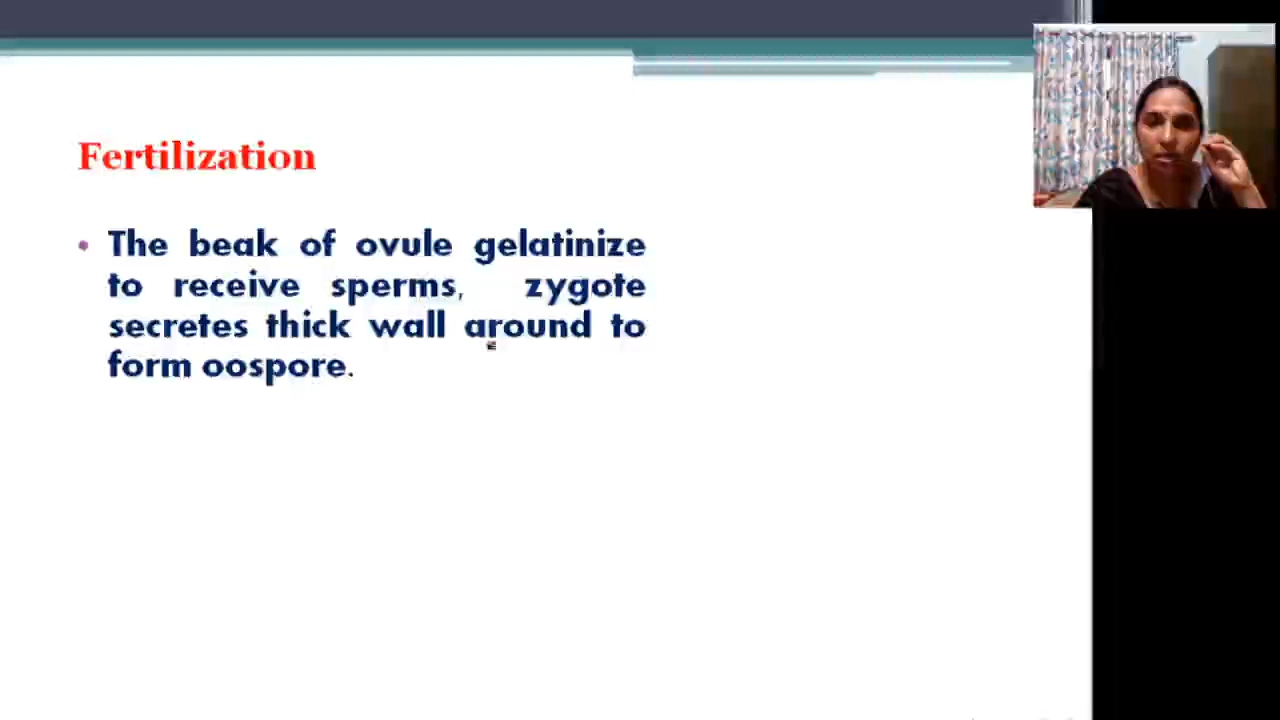 Fertilization
• The beak of ovule gelatinize
to receive sperms, zygote
secretes thick wall around to
form oospore.